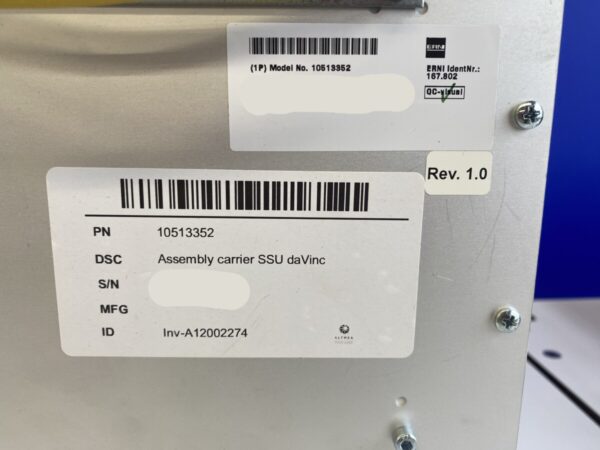 ERNI
(1P) Model No. 10513352
ERNI IdentNr.:
167.802
QC-visual
Rev. 1.0
PN 10513352
DSC Assembly carrier SSU daVinc
S/N
MFG
ID Inv-A12002274